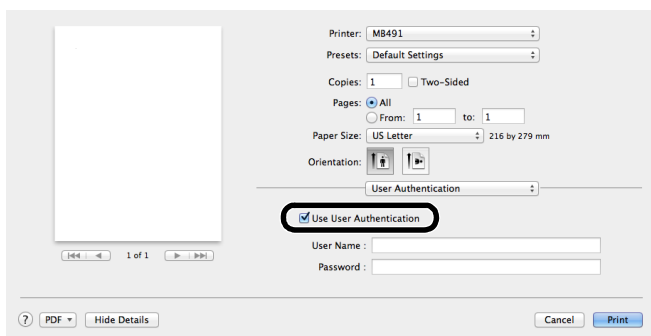 Printer: MB491
Presets: Default Settings
Copies: 1 Two-Sided
Pages: All
From: 1 to: 1
Paper Size: US Letter 216 by 279 mm
Orientation:
User Authentication
Use User Authentication
User Name :
1 of 1
Password :
? PDF Hide Details Cancel Print